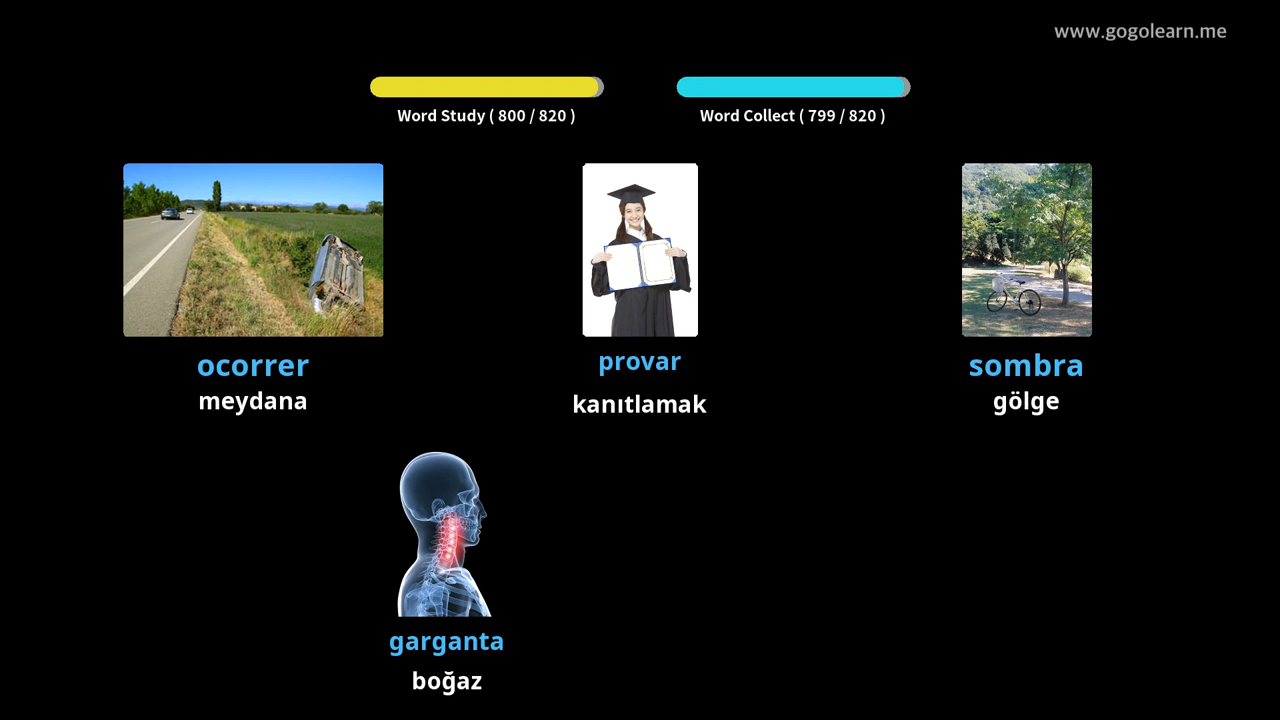 www.gogolearn.me
Word Study ( 800 / 820 )
Word Collect ( 799 / 820 )
ocorrer
meydana
provar
kanıtlamak
sombra
gölge
garganta
boğaz